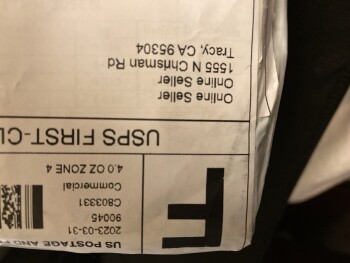 US POSTAGE AND
2023-03-31
90045
C803331
Commercial
4.0 OZ ZONE 4
F
USPS FIRST-CL
Online Seller
Online Seller
1555 N Chrisman Rd
Tracy, CA 95304